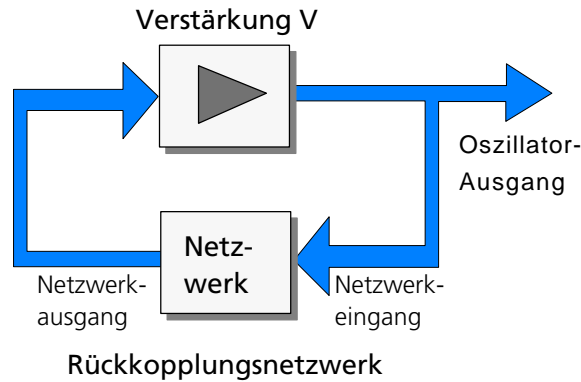 Verstärkung V
Oszillator-
Ausgang
Netz-
werk
Netzwerk-
ausgang
Netzwerk-
eingang
Rückkopplungsnetzwerk